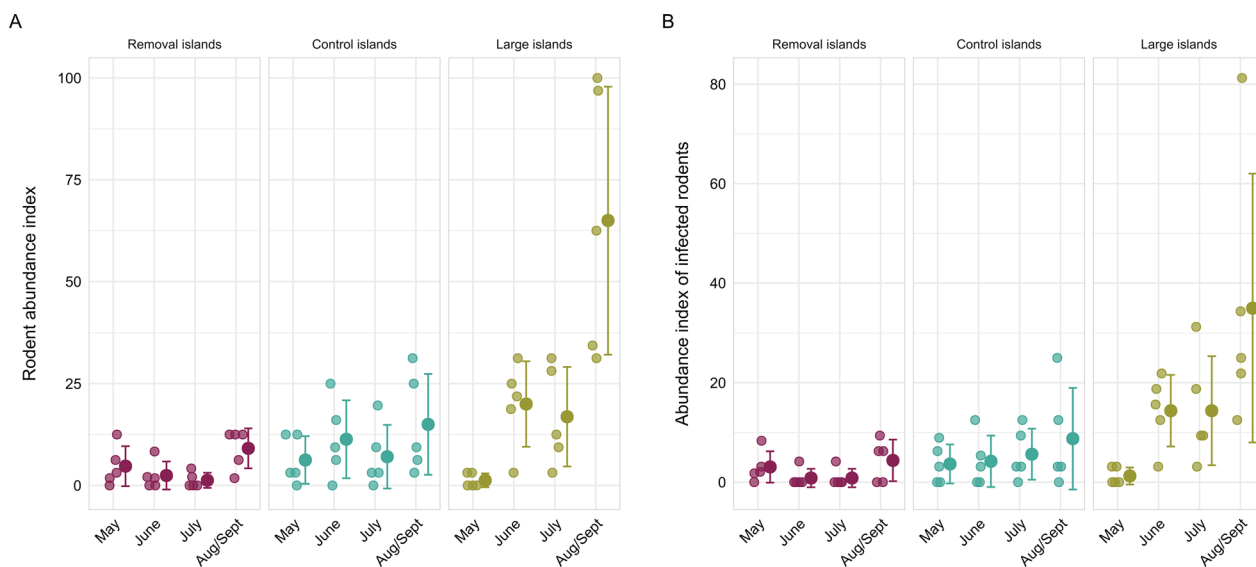 A
Removal islands
Control islands
Large islands
Rodent abundance index
100
75
50
25
0
May
June
July
Aug/Sept
May
June
July
Aug/Sept
May
June
July
Aug/Sept
B
Removal islands
Control islands
Large islands
Abundance index of infected rodents
80
60
40
20
0
May
June
July
Aug/Sept
May
June
July
Aug/Sept
May
June
July
Aug/Sept